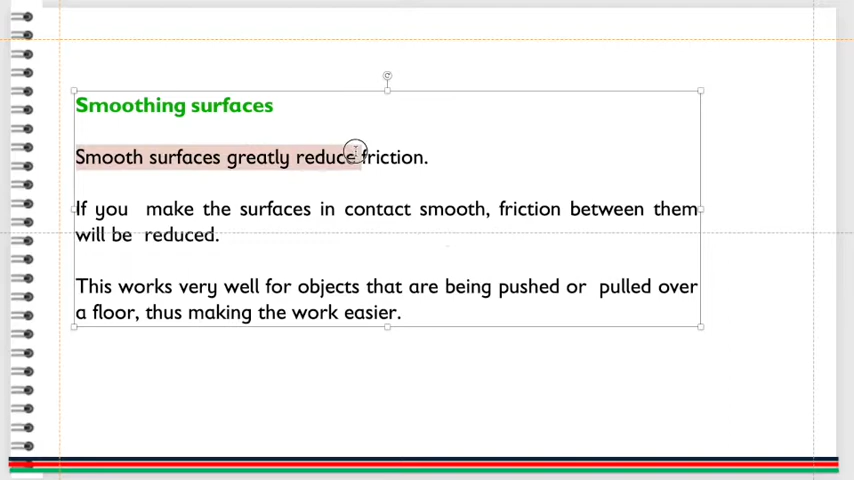 Smoothing surfaces
Smooth surfaces greatly reduce friction.
If you make the surfaces in contact smooth, friction between them
will be reduced.
This works very well for objects that are being pushed or pulled over
a floor, thus making the work easier.